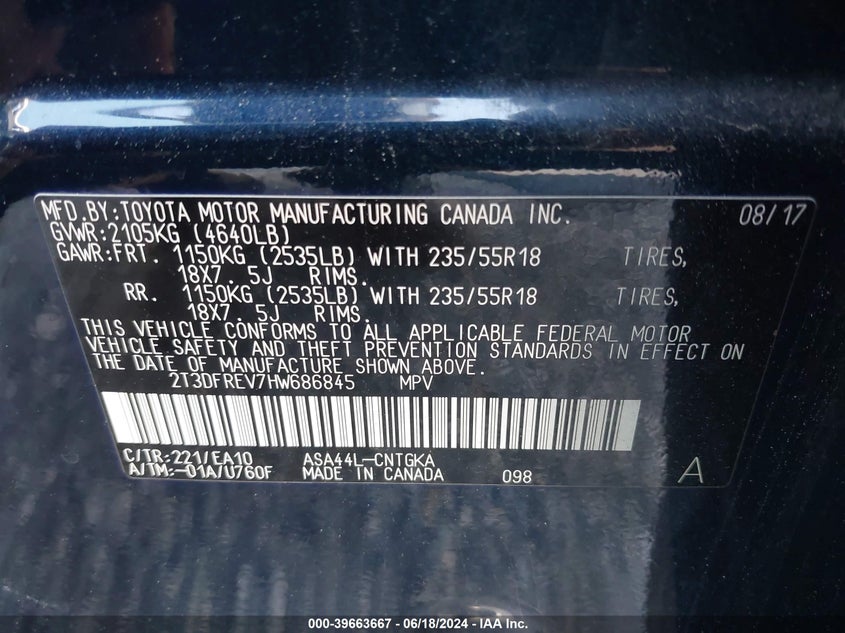 MFD.BY:TOYOTA MOTOR MANUFACTURING CANADA INC. 08/17
GVWR:2105KG (4640LB)
GAWR:FRT. 1150KG (2535LB) WITH 235/55R18 TIRES,
18X7.5J RIMS.
RR. 1150KG (2535LB) WITH 235/55R18 TIRES,
18X7.5J RIMS.
THIS VEHICLE CONFORMS TO ALL APPLICABLE FEDERAL MOTOR
VEHICLE SAFETY AND THEFT PREVENTION STANDARDS IN EFFECT ON
THE DATE OF MANUFACTURE SHOWN ABOVE.
2T3DFREV7HW686845 MPV
C/TR:221/EA10 ASA44L-CNTGKA
A/TM:-01A/U760F MADE IN CANADA 098 A
000-39663667 - 06/18/2024 - IAA Inc.